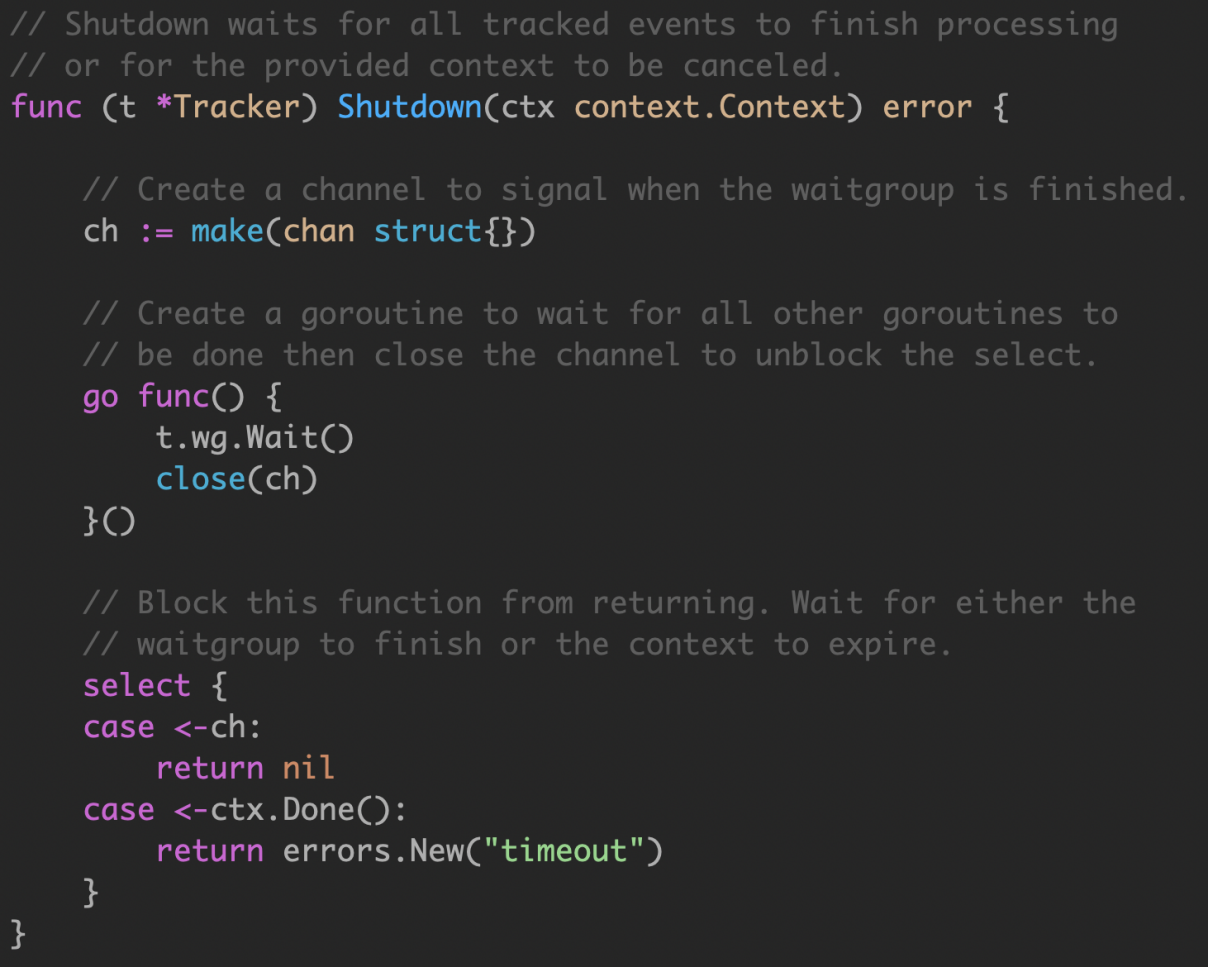 // Shutdown waits for all tracked events to finish processing
// or for the provided context to be canceled.
func (t *Tracker) Shutdown(ctx context.Context) error {
    // Create a channel to signal when the waitgroup is finished.
    ch := make(chan struct{})
    // Create a goroutine to wait for all other goroutines to
    // be done then close the channel to unblock the select.
    go func() {
        t.wg.Wait()
        close(ch)
    }()
    // Block this function from returning. Wait for either the
    // waitgroup to finish or the context to expire.
    select {
    case <-ch:
        return nil
    case <-ctx.Done():
        return errors.New("timeout")
    }
}